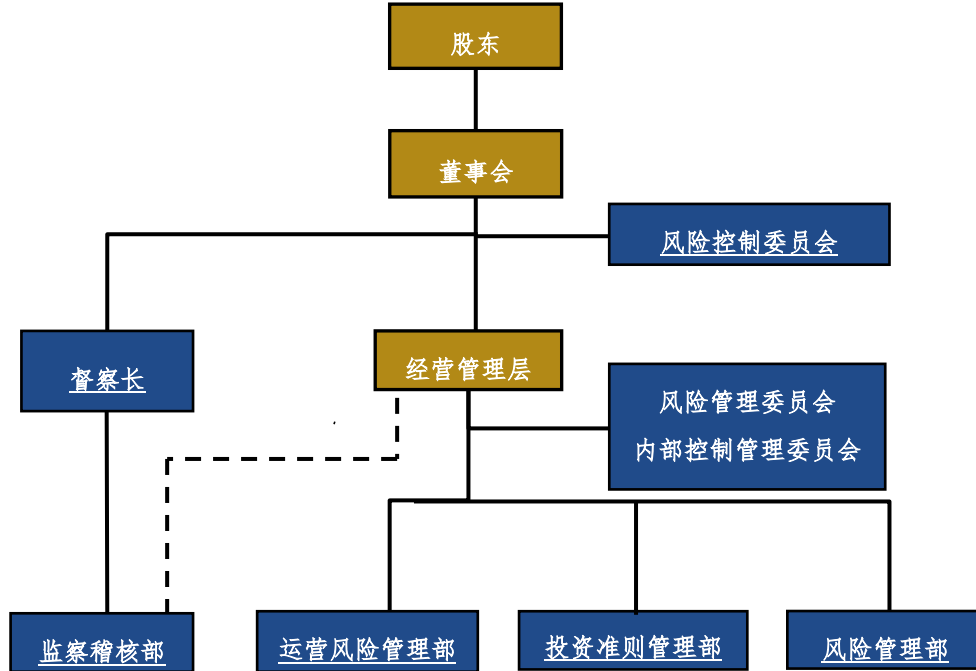 股东
董事会
风险控制委员会
督察长
经营管理层
风险管理委员会
内部控制管理委员会
监察稽核部
运营风险管理部
投资准则管理部
风险管理部